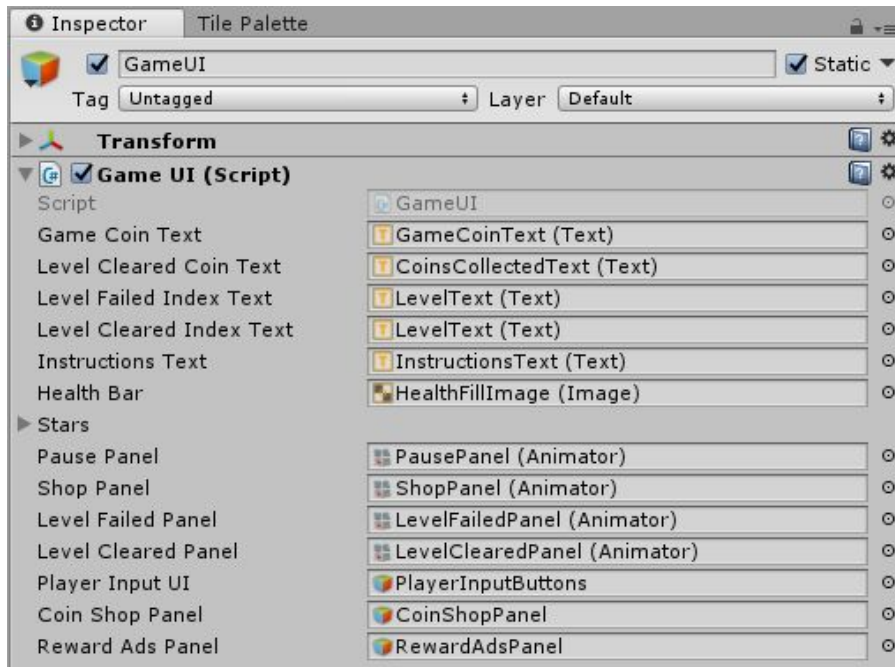 Inspector Tile Palette
GameUI Static
Tag Untagged Layer Default
Transform
Game UI (Script)
Script GameUI
Game Coin Text GameCoinText (Text)
Level Cleared Coin Text CoinsCollectedText (Text)
Level Failed Index Text LevelText (Text)
Level Cleared Index Text LevelText (Text)
Instructions Text InstructionsText (Text)
Health Bar HealthFillImage (Image)
Stars
Pause Panel PausePanel (Animator)
Shop Panel ShopPanel (Animator)
Level Failed Panel LevelFailedPanel (Animator)
Level Cleared Panel LevelClearedPanel (Animator)
Player Input UI PlayerInputButtons
Coin Shop Panel CoinShopPanel
Reward Ads Panel RewardAdsPanel